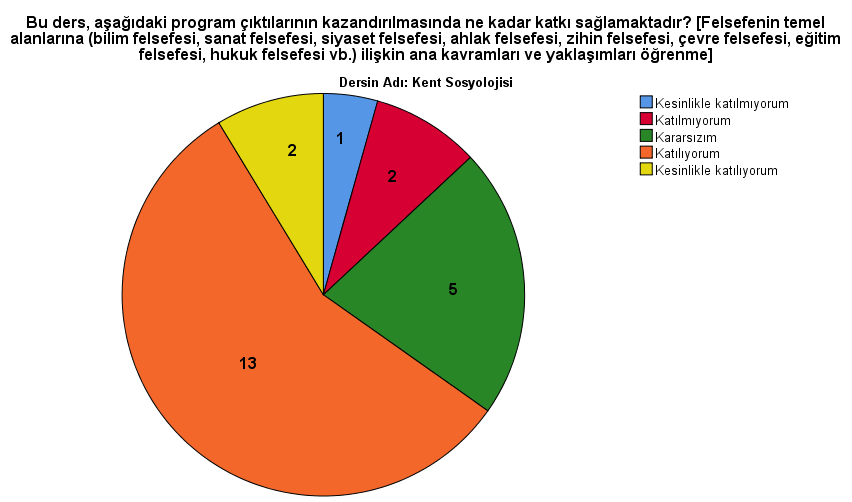 Bu ders, aşağıdaki program çıktılarının kazandırılmasında ne kadar katkı sağlamaktadır? [Felsefenin temel
alanlarına (bilim felsefesi, sanat felsefesi, siyaset felsefesi, ahlak felsefesi, zihin felsefesi, çevre felsefesi, eğitim
felsefesi, hukuk felsefesi vb.) ilişkin ana kavramları ve yaklaşımları öğrenme]
Dersin Adı: Kent Sosyolojisi
Kesinlikle katılmıyorum
Katılmıyorum
Kararsızım
Katılıyorum
Kesinlikle katılıyorum
1
2
2
5
13